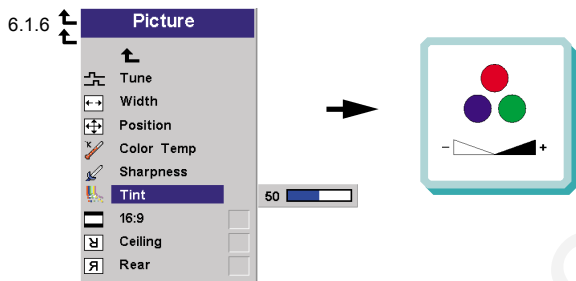 6.1.6
Picture
Tune
Width
Position
K
Color Temp
Sharpness
Tint
50
16:9
Ceiling
Rear
- +